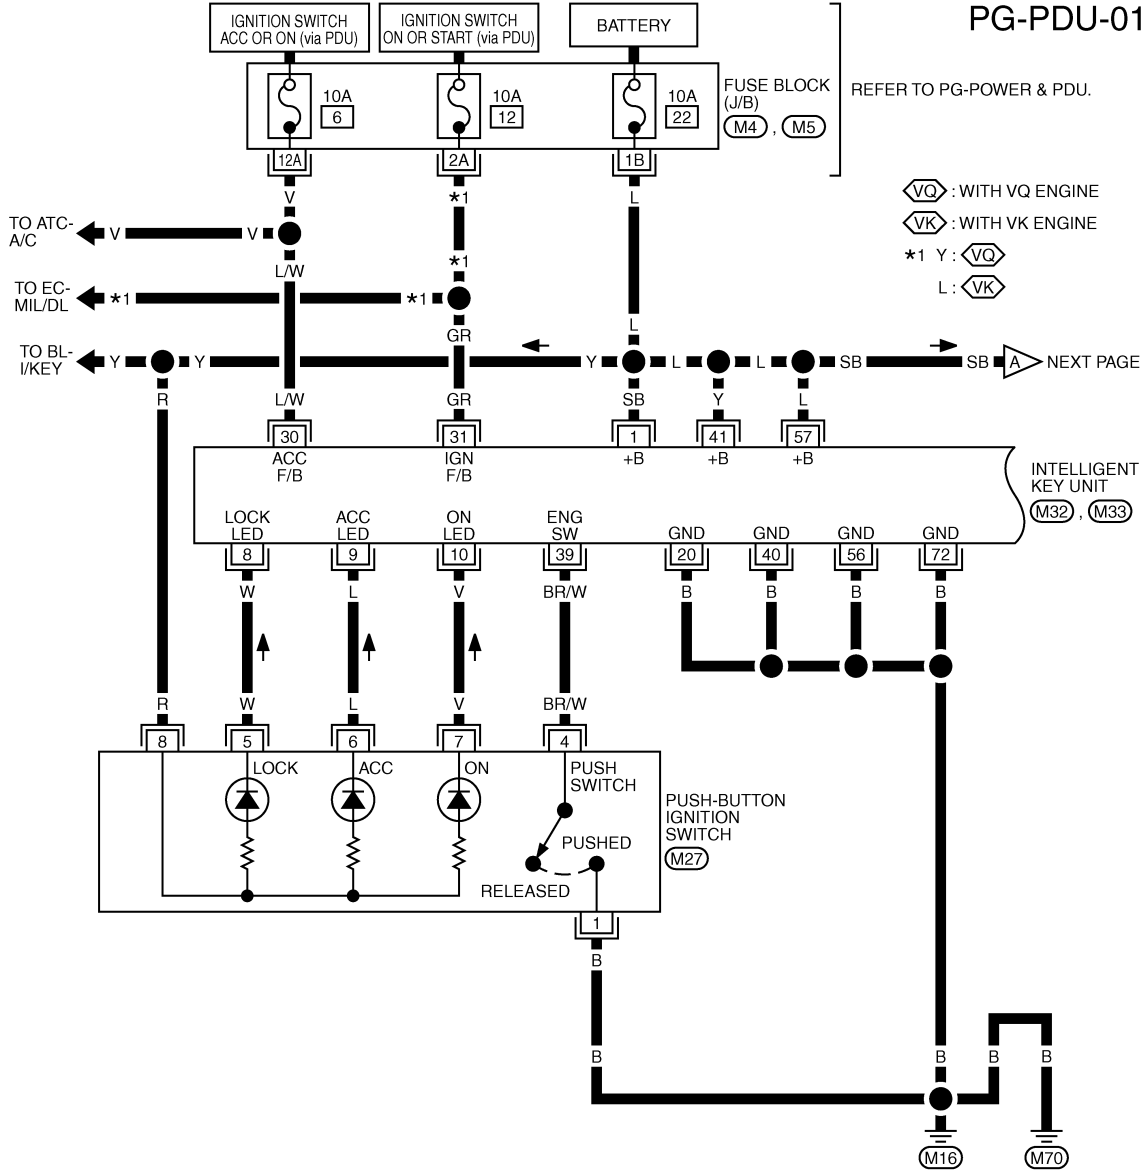 PG-PDU-01
IGNITION SWITCH
ACC OR ON (via PDU)
IGNITION SWITCH
ON OR START (via PDU)
BATTERY
10A
6
10A
12
10A
22
FUSE BLOCK
(J/B)
M4 , M5
REFER TO PG-POWER & PDU.
12A
2A
1B
V
*1
L
VQ : WITH VQ ENGINE
VK : WITH VK ENGINE
*1 Y : VQ
L : VK
TO ATC-
A/C
V
V
L/W
*1
TO EC-
MIL/DL
*1
*1
GR
L
TO BL-
I/KEY
Y
Y
Y
L
L
SB
SB
A
NEXT PAGE
R
L/W
GR
SB
Y
L
30
31
1
41
57
ACC
F/B
IGN
F/B
+B
+B
+B
INTELLIGENT
KEY UNIT
M32 , M33
LOCK
LED
ACC
LED
ON
LED
ENG
SW
GND
GND
GND
GND
8
9
10
39
20
40
56
72
W
L
V
BR/W
B
B
B
B
R
W
L
V
BR/W
8
5
6
7
4
LOCK
ACC
ON
PUSH
SWITCH
PUSHED
RELEASED
PUSH-BUTTON
IGNITION
SWITCH
M27
1
B
B
B
B
B
M16
M70